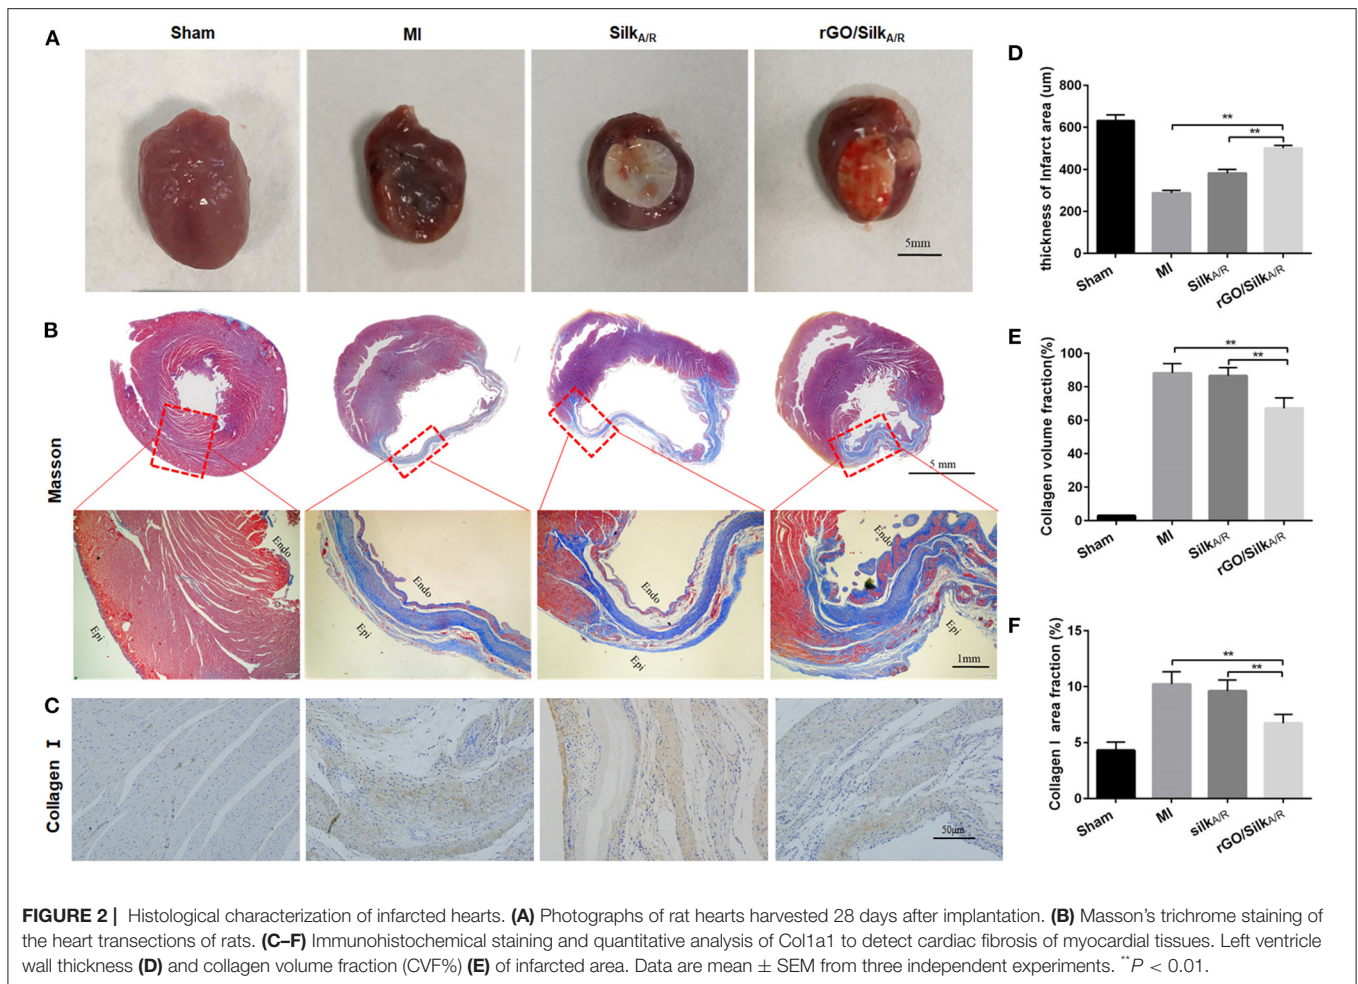 A
Sham
MI
SilkA/R
rGO/SilkA/R
5mm
B
Masson
5 mm
Endo
Epi
Endo
Epi
Endo
Epi
Endo
Epi
1mm
C
Collagen I
50μm
D
thickness of Infarct area (um)
800
600
400
200
0
**
**
Sham
MI
SilkA/R
rGO/SilkA/R
E
Collagen volume fraction(%)
100
80
60
40
20
0
**
**
Sham
MI
SilkA/R
rGO/SilkA/R
F
Collagen I area fraction (%)
15
10
5
0
**
**
Sham
MI
silkA/R
rGO/SilkA/R
FIGURE 2 | Histological characterization of infarcted hearts. (A) Photographs of rat hearts harvested 28 days after implantation. (B) Masson's trichrome staining of
the heart transections of rats. (C–F) Immunohistochemical staining and quantitative analysis of Col1a1 to detect cardiac fibrosis of myocardial tissues. Left ventricle
wall thickness (D) and collagen volume fraction (CVF%) (E) of infarcted area. Data are mean ± SEM from three independent experiments. **P < 0.01.